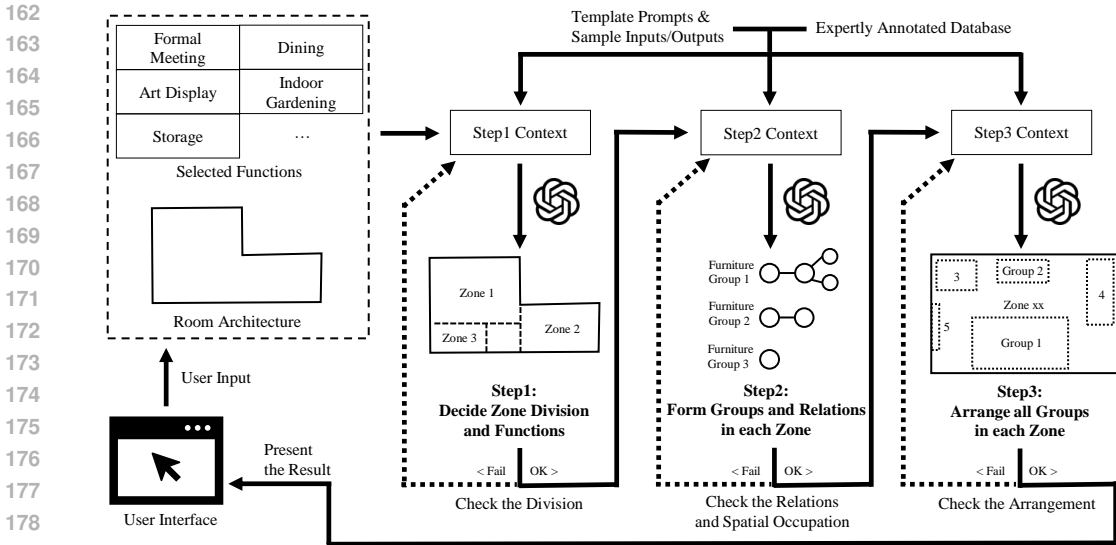 162
163
164
165
166
167
168
169
170
171
172
173
174
175
176
177
178
Template Prompts &
Sample Inputs/Outputs
Expertly Annotated Database
Formal
Meeting
Dining
Art Display
Indoor
Gardening
Storage
...
Selected Functions
Room Architecture
User Input
User Interface
Present
the Result
Step1 Context
Zone 1
Zone 2
Zone 3
Step1:
Decide Zone Division
and Functions
< Fail
OK >
Check the Division
Step2 Context
Furniture
Group 1
Furniture
Group 2
Furniture
Group 3
Step2:
Form Groups and Relations
in each Zone
< Fail
OK >
Check the Relations
and Spatial Occupation
Step3 Context
3
Group 2
4
Zone xx
5
Group 1
Step3:
Arrange all Groups
in each Zone
< Fail
OK >
Check the Arrangement